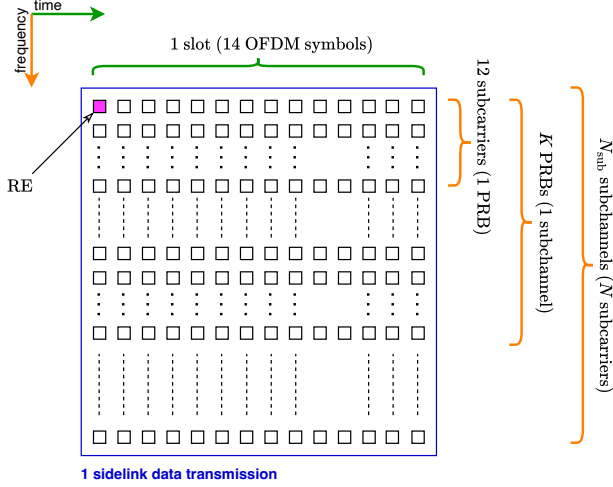 time
frequency
1 slot (14 OFDM symbols)
12 subcarriers (1 PRB)
K PRBs (1 subchannel)
N_sub subchannels (N subcarriers)
RE
1 sidelink data transmission